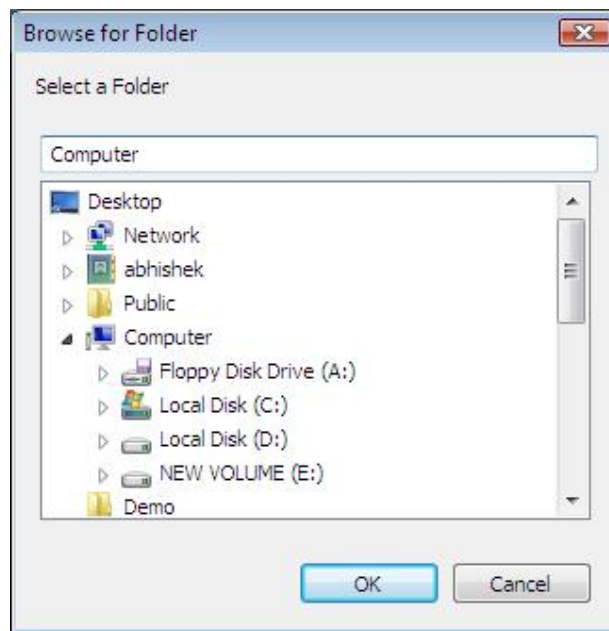 Browse for Folder
Select a Folder
Computer
Desktop
Network
abhishek
Public
Computer
Floppy Disk Drive (A:)
Local Disk (C:)
Local Disk (D:)
NEW VOLUME (E:)
Demo
OK Cancel